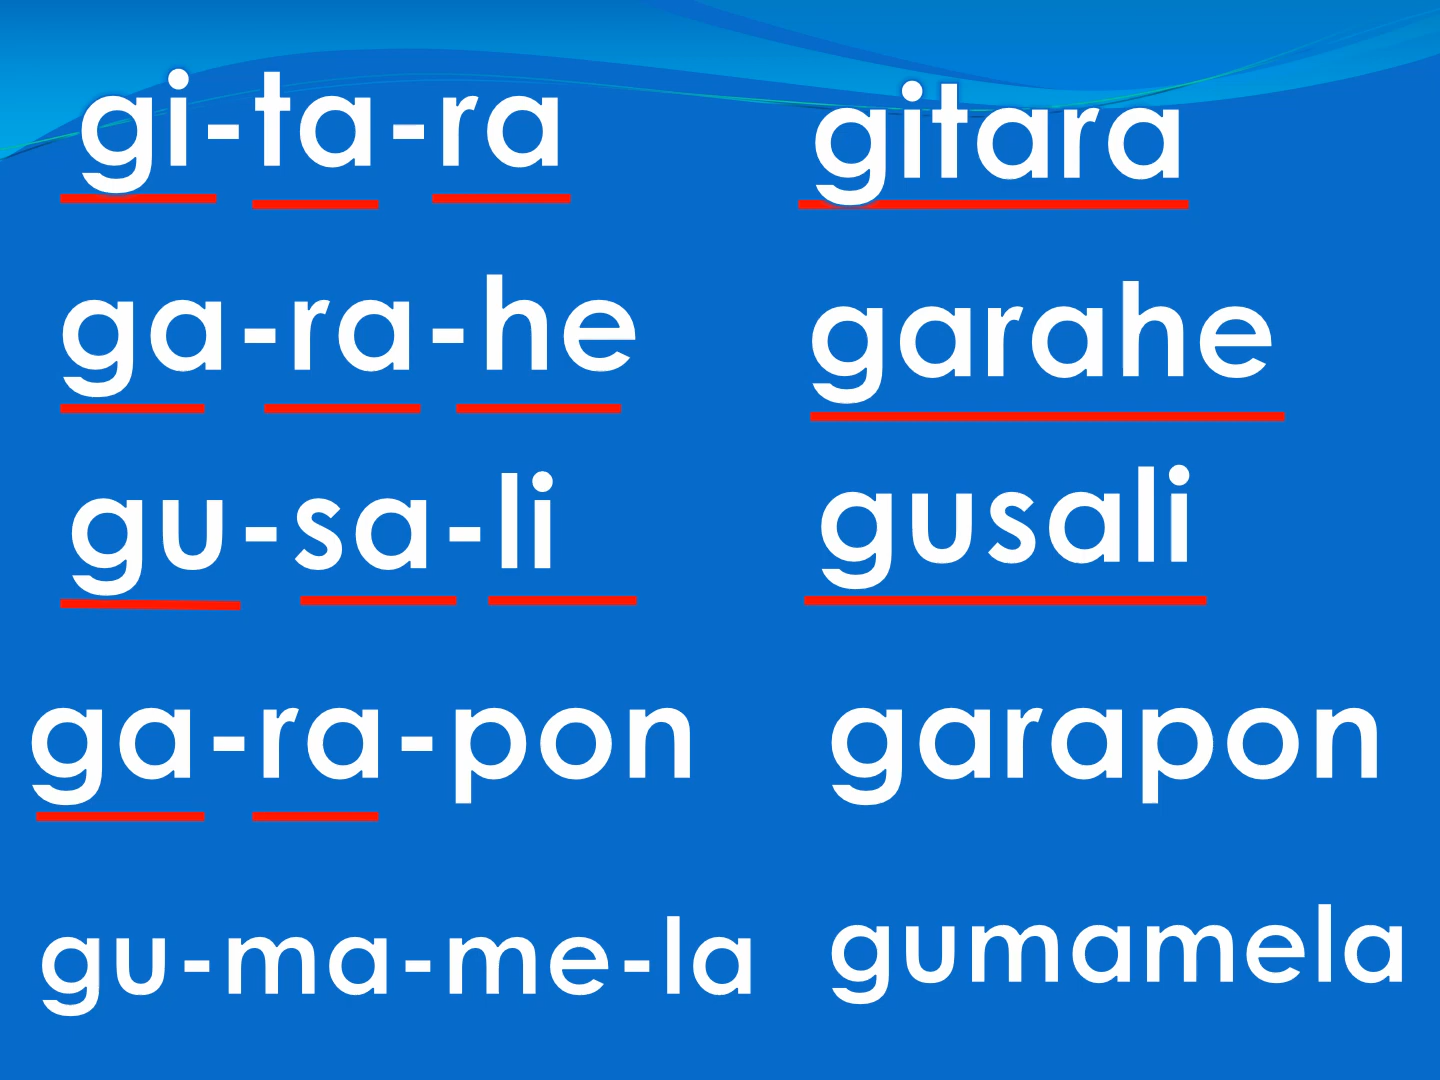 gi-ta-ra gitara
ga-ra-he garahe
gu-sa-li gusali
ga-ra-pon garapon
gu-ma-me-la gumamela